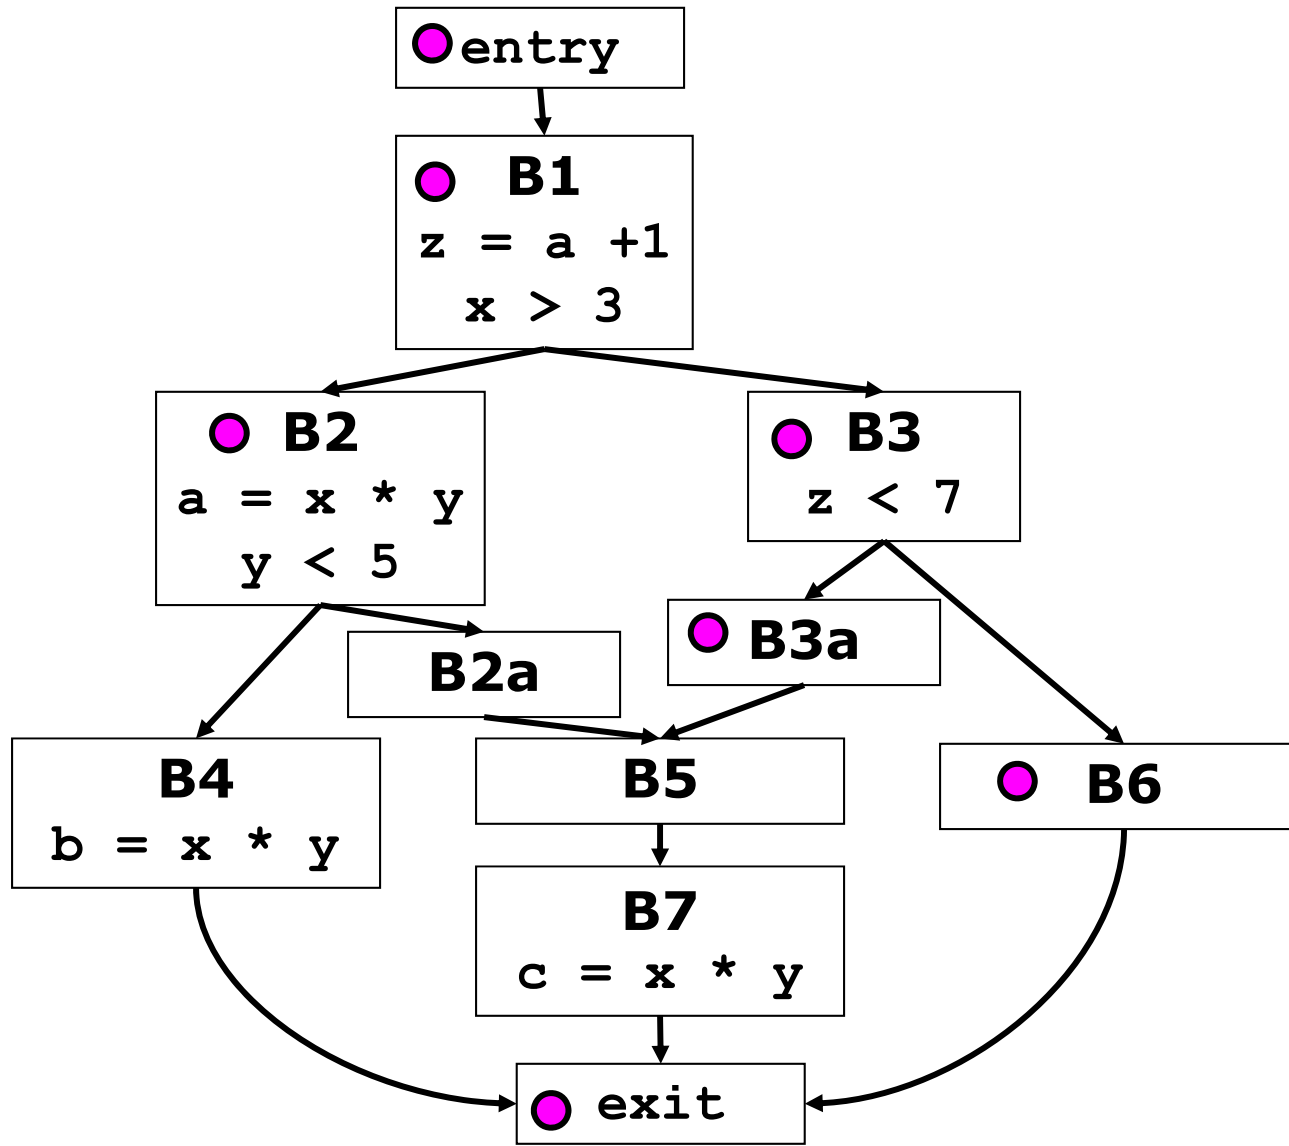 entry
B1
z = a +1
x > 3
B2
a = x * y
y < 5
B3
z < 7
B2a
B3a
B4
b = x * y
B5
B6
B7
c = x * y
exit